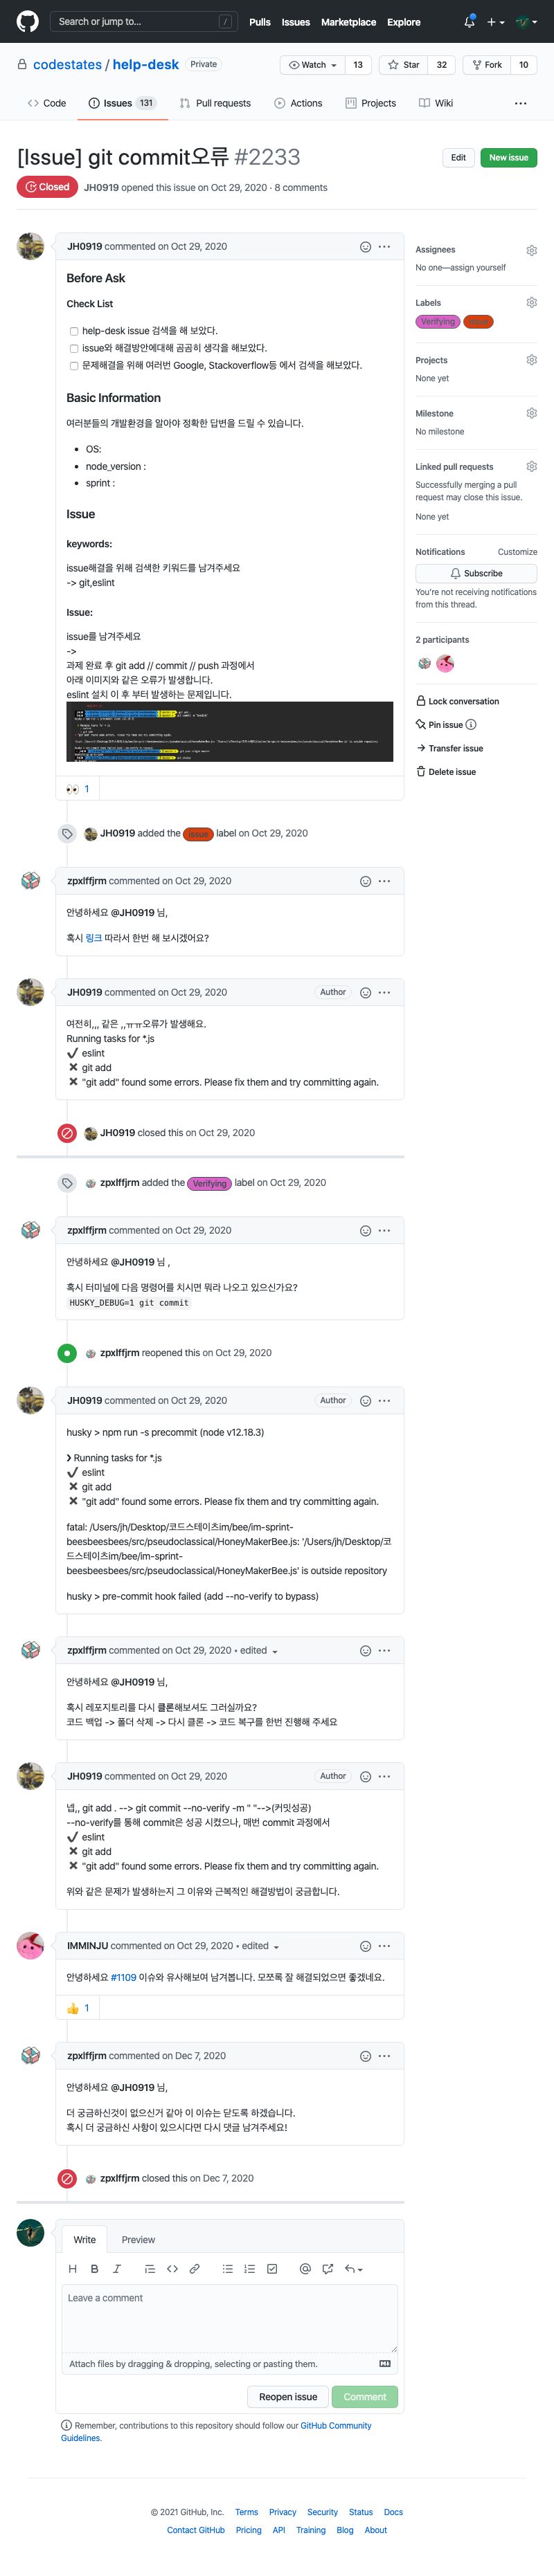 Search or jump to...
/
Pulls
Issues
Marketplace
Explore
codestates / help-desk
Private
Watch
13
Star
32
Fork
10
Code
Issues 131
Pull requests
Actions
Projects
Wiki
[Issue] git commit오류 #2233
Edit
New issue
Closed
JH0919 opened this issue on Oct 29, 2020 · 8 comments
JH0919 commented on Oct 29, 2020
Before Ask
Check List
help-desk issue 검색을 해 보았다.
issue와 해결방안에대해 곰곰히 생각을 해보았다.
문제해결을 위해 여러번 Google, Stackoverflow등 에서 검색을 해보았다.
Basic Information
여러분들의 개발환경을 알아야 정확한 답변을 드릴 수 있습니다.
• OS:
• node_version :
• sprint :
Issue
keywords:
issue해결을 위해 검색한 키워드를 남겨주세요
-> git,eslint
Issue:
issue를 남겨주세요
->
과제 완료 후 git add // commit // push 과정에서
아래 이미지와 같은 오류가 발생합니다.
eslint 설치 이 후 부터 발생하는 문제입니다.
👀 1
JH0919 added the issue label on Oct 29, 2020
zpxlffjrm commented on Oct 29, 2020
안녕하세요 @JH0919 님,
혹시 링크 따라서 한번 해 보시겠어요?
JH0919 commented on Oct 29, 2020
Author
여전히,,, 같은 ,,ㅠㅠ오류가 발생해요.
Running tasks for *.js
✔ eslint
✖ git add
✖ "git add" found some errors. Please fix them and try committing again.
JH0919 closed this on Oct 29, 2020
zpxlffjrm added the Verifying label on Oct 29, 2020
zpxlffjrm commented on Oct 29, 2020
안녕하세요 @JH0919 님 ,
혹시 터미널에 다음 명령어를 치시면 뭐라 나오고 있으신가요?
HUSKY_DEBUG=1 git commit
zpxlffjrm reopened this on Oct 29, 2020
JH0919 commented on Oct 29, 2020
Author
husky > npm run -s precommit (node v12.18.3)
❯ Running tasks for *.js
✔ eslint
✖ git add
✖ "git add" found some errors. Please fix them and try committing again.
fatal: /Users/jh/Desktop/코드스테이츠im/bee/im-sprint-
beesbeesbees/src/pseudoclassical/HoneyMakerBee.js: '/Users/jh/Desktop/코
드스테이츠im/bee/im-sprint-
beesbeesbees/src/pseudoclassical/HoneyMakerBee.js' is outside repository
husky > pre-commit hook failed (add --no-verify to bypass)
zpxlffjrm commented on Oct 29, 2020 • edited
안녕하세요 @JH0919 님,
혹시 레포지토리를 다시 클론해보셔도 그러실까요?
코드 백업 -> 폴더 삭제 -> 다시 클론 -> 코드 복구를 한번 진행해 주세요
JH0919 commented on Oct 29, 2020
Author
넵,, git add . --> git commit --no-verify -m " "-->(커밋성공)
--no-verify를 통해 commit은 성공 시켰으나, 매번 commit 과정에서
✔ eslint
✖ git add
✖ "git add" found some errors. Please fix them and try committing again.
위와 같은 문제가 발생하는지 그 이유와 근복적인 해결방법이 궁금합니다.
IMMINJU commented on Oct 29, 2020 • edited
안녕하세요 #1109 이슈와 유사해보여 남겨봅니다. 모쪼록 잘 해결되었으면 좋겠네요.
👍 1
zpxlffjrm commented on Dec 7, 2020
안녕하세요 @JH0919 님,
더 궁금하신것이 없으신거 같아 이 이슈는 닫도록 하겠습니다.
혹시 더 궁금하신 사항이 있으시다면 다시 댓글 남겨주세요!
zpxlffjrm closed this on Dec 7, 2020
Write
Preview
Leave a comment
Attach files by dragging & dropping, selecting or pasting them.
Reopen issue
Comment
Remember, contributions to this repository should follow our GitHub Community
Guidelines.
Assignees
No one—assign yourself
Labels
Verifying
issue
Projects
None yet
Milestone
No milestone
Linked pull requests
Successfully merging a pull
request may close this issue.
None yet
Notifications
Customize
Subscribe
You're not receiving notifications
from this thread.
2 participants
Lock conversation
Pin issue
Transfer issue
Delete issue
© 2021 GitHub, Inc.
Terms
Privacy
Security
Status
Docs
Contact GitHub
Pricing
API
Training
Blog
About